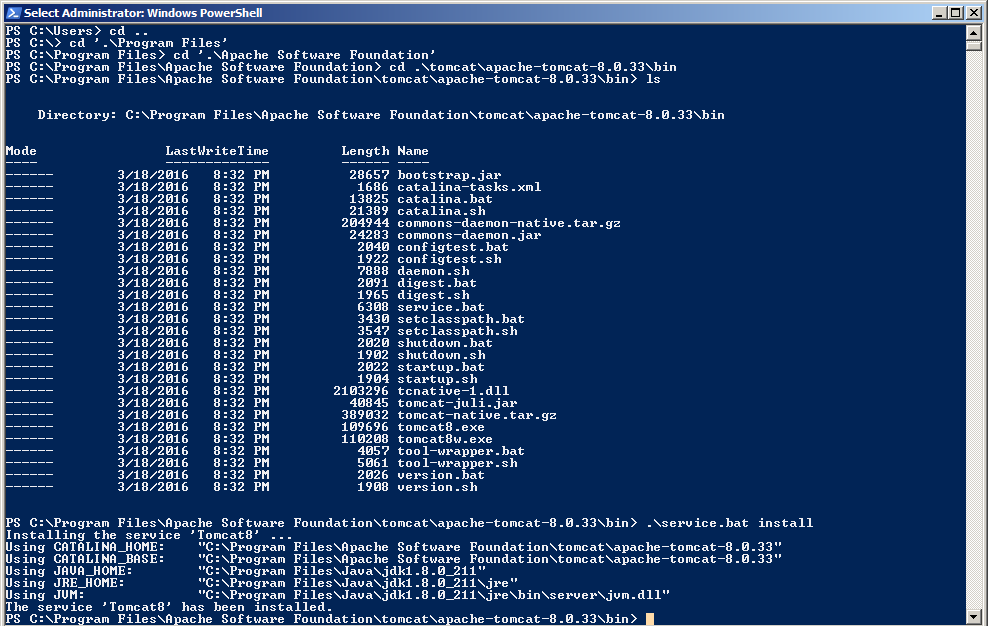 Select Administrator: Windows PowerShell
PS C:\Users> cd ..
PS C:\> cd '.\Program Files'
PS C:\Program Files> cd '.\Apache Software Foundation'
PS C:\Program Files\Apache Software Foundation> cd .\tomcat\apache-tomcat-8.0.33\bin
PS C:\Program Files\Apache Software Foundation\tomcat\apache-tomcat-8.0.33\bin> ls
Directory: C:\Program Files\Apache Software Foundation\tomcat\apache-tomcat-8.0.33\bin
Mode LastWriteTime Length Name
---- ------------- ------ ----
------ 3/18/2016 8:32 PM 28657 bootstrap.jar
------ 3/18/2016 8:32 PM 1686 catalina-tasks.xml
------ 3/18/2016 8:32 PM 13825 catalina.bat
------ 3/18/2016 8:32 PM 21389 catalina.sh
------ 3/18/2016 8:32 PM 204944 commons-daemon-native.tar.gz
------ 3/18/2016 8:32 PM 24283 commons-daemon.jar
------ 3/18/2016 8:32 PM 2040 configtest.bat
------ 3/18/2016 8:32 PM 1922 configtest.sh
------ 3/18/2016 8:32 PM 7888 daemon.sh
------ 3/18/2016 8:32 PM 2091 digest.bat
------ 3/18/2016 8:32 PM 1965 digest.sh
------ 3/18/2016 8:32 PM 6308 service.bat
------ 3/18/2016 8:32 PM 3430 setclasspath.bat
------ 3/18/2016 8:32 PM 3547 setclasspath.sh
------ 3/18/2016 8:32 PM 2020 shutdown.bat
------ 3/18/2016 8:32 PM 1902 shutdown.sh
------ 3/18/2016 8:32 PM 2022 startup.bat
------ 3/18/2016 8:32 PM 1904 startup.sh
------ 3/18/2016 8:32 PM 2103296 tcnative-1.dll
------ 3/18/2016 8:32 PM 40845 tomcat-juli.jar
------ 3/18/2016 8:32 PM 389032 tomcat-native.tar.gz
------ 3/18/2016 8:32 PM 109696 tomcat8.exe
------ 3/18/2016 8:32 PM 110208 tomcat8w.exe
------ 3/18/2016 8:32 PM 4057 tool-wrapper.bat
------ 3/18/2016 8:32 PM 5061 tool-wrapper.sh
------ 3/18/2016 8:32 PM 2026 version.bat
------ 3/18/2016 8:32 PM 1908 version.sh
PS C:\Program Files\Apache Software Foundation\tomcat\apache-tomcat-8.0.33\bin> .\service.bat install
Installing the service 'Tomcat8' ...
Using CATALINA_HOME: "C:\Program Files\Apache Software Foundation\tomcat\apache-tomcat-8.0.33"
Using CATALINA_BASE: "C:\Program Files\Apache Software Foundation\tomcat\apache-tomcat-8.0.33"
Using JAVA_HOME: "C:\Program Files\Java\jdk1.8.0_211"
Using JRE_HOME: "C:\Program Files\Java\jdk1.8.0_211\jre"
Using JVM: "C:\Program Files\Java\jdk1.8.0_211\jre\bin\server\jvm.dll"
The service 'Tomcat8' has been installed.
PS C:\Program Files\Apache Software Foundation\tomcat\apache-tomcat-8.0.33\bin>